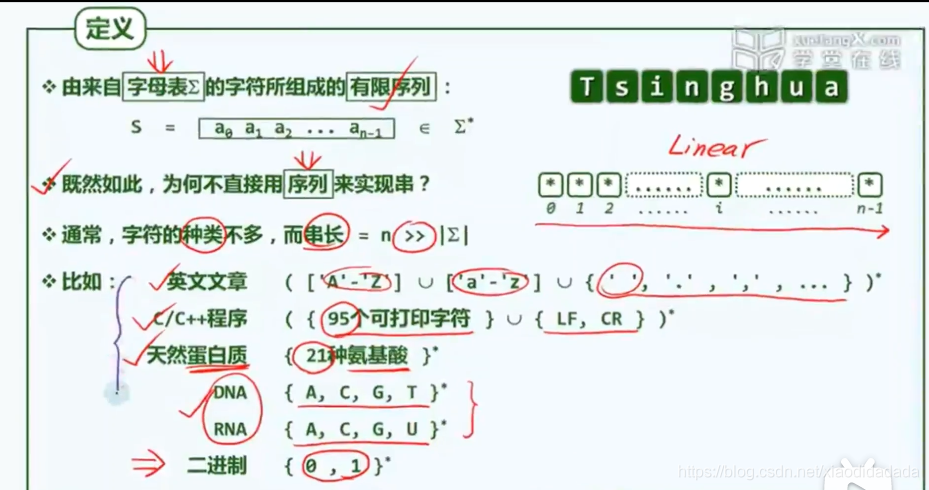 定义
xuetangX.com
学堂在线
❖ 由来自字母表Σ的字符所组成的有限序列：
Tsinghua
S = a₀ a₁ a₂ ... aₙ₋₁ ∈ Σ*
Linear
❖ 既然如此，为何不直接用序列来实现串？
* * * ...... * ...... *
0 1 2 ...... i ...... n-1
❖ 通常，字符的种类不多，而串长 = n >> |Σ|
❖ 比如： 英文文章 ( ['A'-'Z'] ∪ ['a'-'z'] ∪ {' ', '.', ',', ... } )*
C/C++程序 ( { 95个可打印字符 } ∪ { LF, CR } )*
天然蛋白质 { 21种氨基酸 }*
DNA { A, C, G, T }*
RNA { A, C, G, U }*
二进制 { 0 , 1 }*
https://blog.csdn.net/xiaodidadada